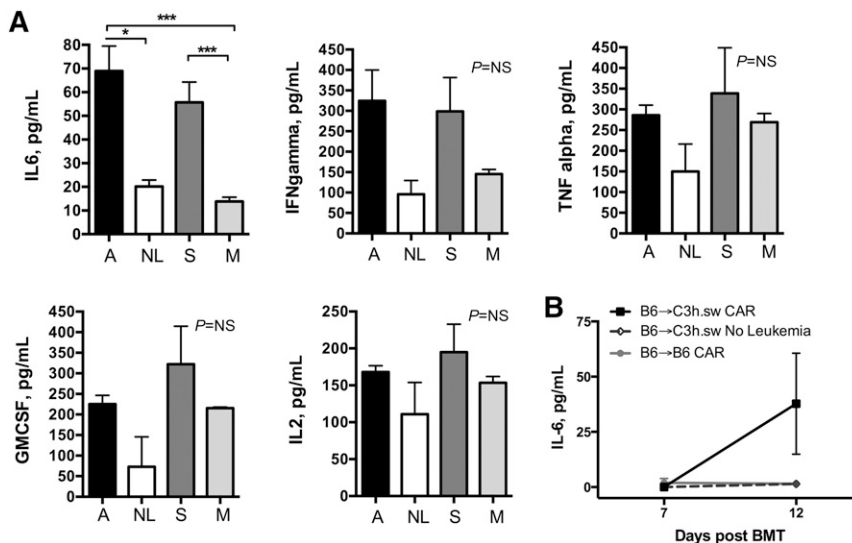 A
***
*
***
IL6, pg/mL
80
70
60
50
40
30
20
10
0
A NL S M
IFNgamma, pg/mL
P=NS
450
400
350
300
250
200
150
100
50
0
A NL S M
TNF alpha, pg/mL
P=NS
450
400
350
300
250
300
150
100
50
0
A NL S M
GMCSF, pg/mL
P=NS
450
400
350
300
250
200
150
100
50
0
A NL S M
IL2, pg/mL
P=NS
250
200
150
100
50
0
A NL S M
B
B6→C3h.sw CAR
B6→C3h.sw No Leukemia
B6→B6 CAR
IL-6, pg/mL
75
50
25
0
7 12
Days post BMT